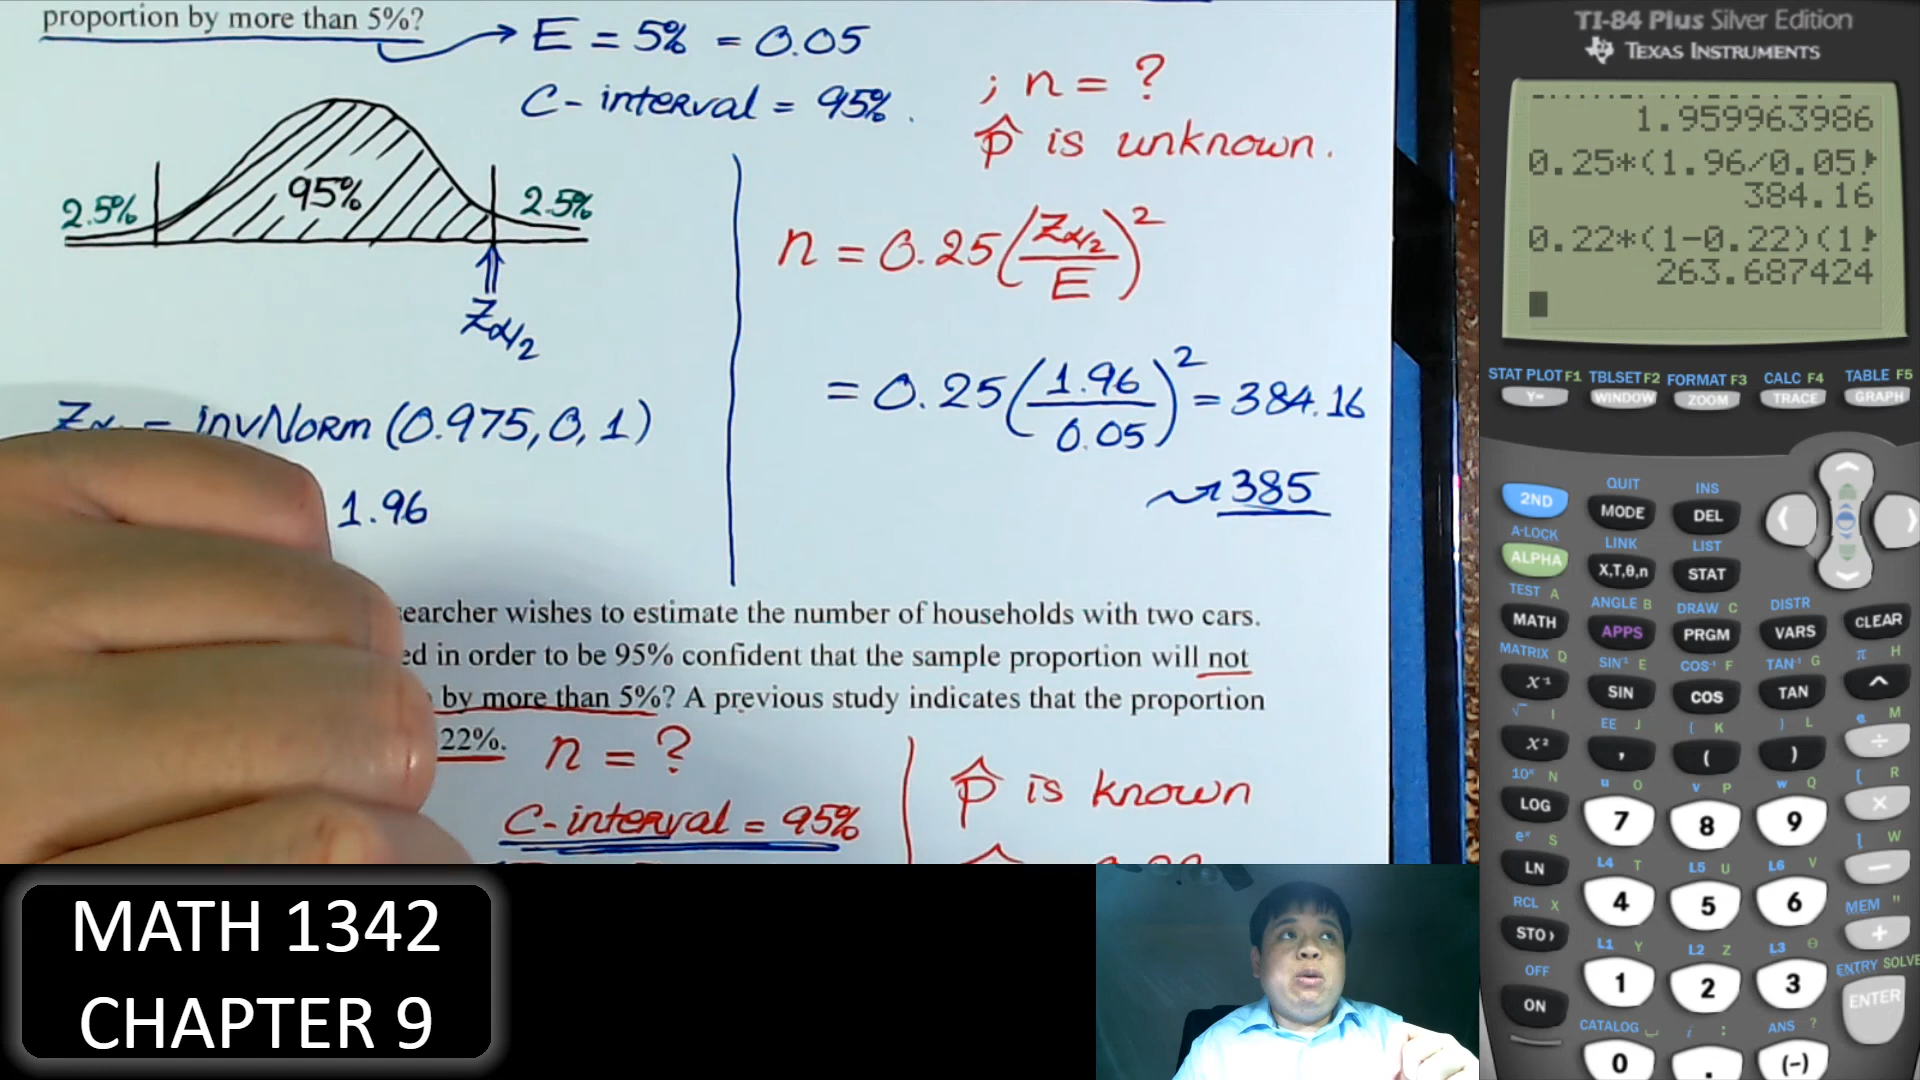 proportion by more than 5%?
E = 5% = 0.05
C-interval = 95%.
; n = ?
p̂ is unknown.
2.5%
95%
2.5%
Zα/2
invNorm (0.975, 0, 1)
1.96
n = 0.25(Zα/2 / E)²
= 0.25(1.96 / 0.05)² = 384.16
385
searcher wishes to estimate the number of households with two cars.
ed in order to be 95% confident that the sample proportion will not
by more than 5%? A previous study indicates that the proportion
22%.
n = ?
C-interval = 95%
p̂ is known
MATH 1342
CHAPTER 9
TI-84 Plus Silver Edition
TEXAS INSTRUMENTS
1.959963986
0.25*(1.96/0.05
384.16
0.22*(1-0.22)(1
263.687424
STAT PLOT F1 TBLSET F2 FORMAT F3 CALC F4 TABLE F5
Y= WINDOW ZOOM TRACE GRAPH
QUIT INS
2ND MODE DEL
A-LOCK LINK LIST
ALPHA X,T,θ,n STAT
TEST A ANGLE B DRAW C DISTR
MATH APPS PRGM VARS CLEAR
MATRIX D SIN⁻¹ E COS⁻¹ F TAN⁻¹ G π H
X⁻¹ SIN COS TAN ^
√ I EE J { K } L e M
X² , ( ) ÷
10ˣ N u O v P w Q [ R
LOG 7 8 9 ×
eˣ S L4 T L5 U L6 V ] W
LN 4 5 6 −
RCL X L1 Y L2 Z L3 θ MEM "
STO› 1 2 3 +
OFF CATALOG i : ANS ? ENTRY SOLVE
ON 0 . (-) ENTER